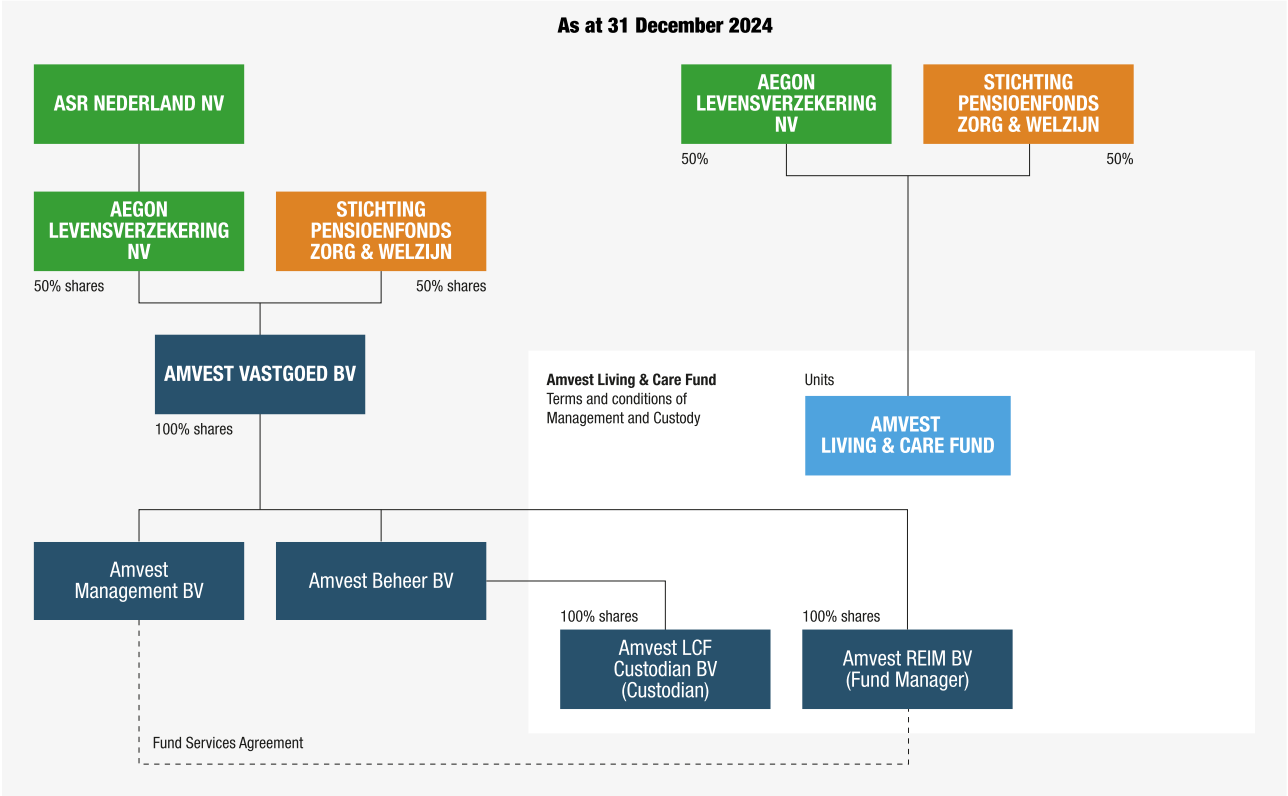 As at 31 December 2024
ASR NEDERLAND NV
AEGON
LEVENSVERZEKERING
NV
50% shares
STICHTING
PENSIOENFONDS
ZORG & WELZIJN
50% shares
AMVEST VASTGOED BV
100% shares
AEGON
LEVENSVERZEKERING
NV
50%
STICHTING
PENSIOENFONDS
ZORG & WELZIJN
50%
Amvest Living & Care Fund
Terms and conditions of
Management and Custody
Units
AMVEST
LIVING & CARE FUND
Amvest
Management BV
Amvest Beheer BV
100% shares
Amvest LCF
Custodian BV
(Custodian)
100% shares
Amvest REIM BV
(Fund Manager)
Fund Services Agreement